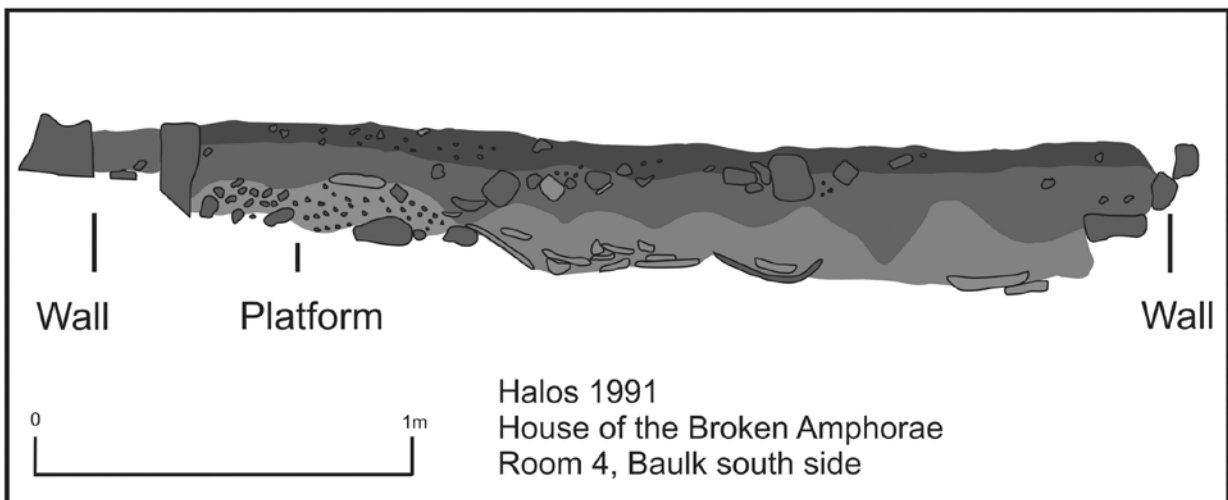 Wall
Platform
Wall
0
1m
Halos 1991
House of the Broken Amphorae
Room 4, Baulk south side